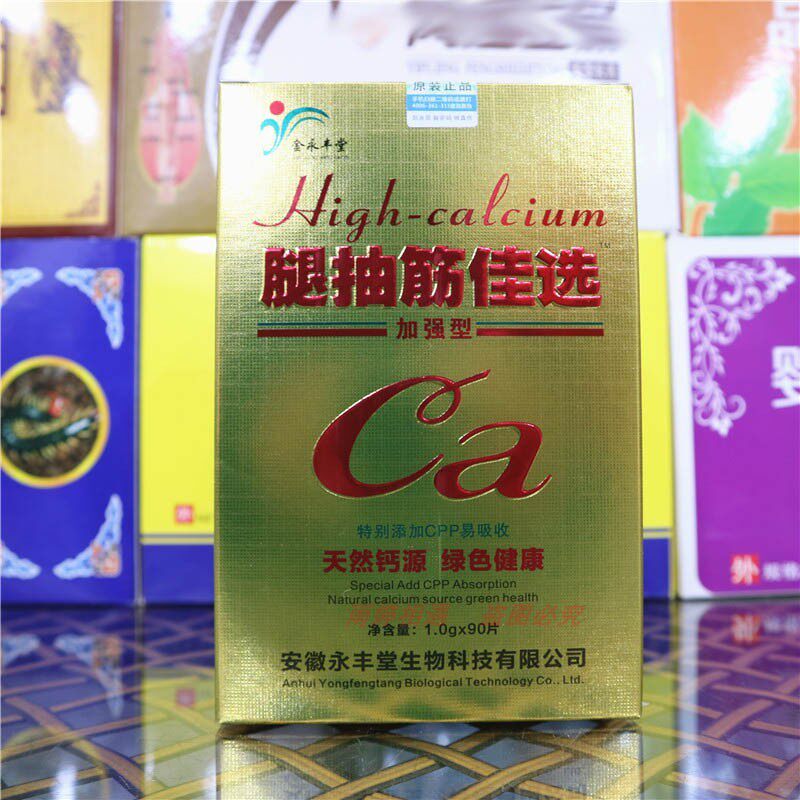 原装正品
金永丰堂
High-calcium
腿抽筋佳选
TM
加强型
Ca
特别添加CPP易吸收
天然钙源 绿色健康
Special Add CPP Absorption
Natural calcium source green health
净含量：1.0gx90片
安徽永丰堂生物科技有限公司
Anhui Yongfengtang Biological Technology Co., Ltd.
外